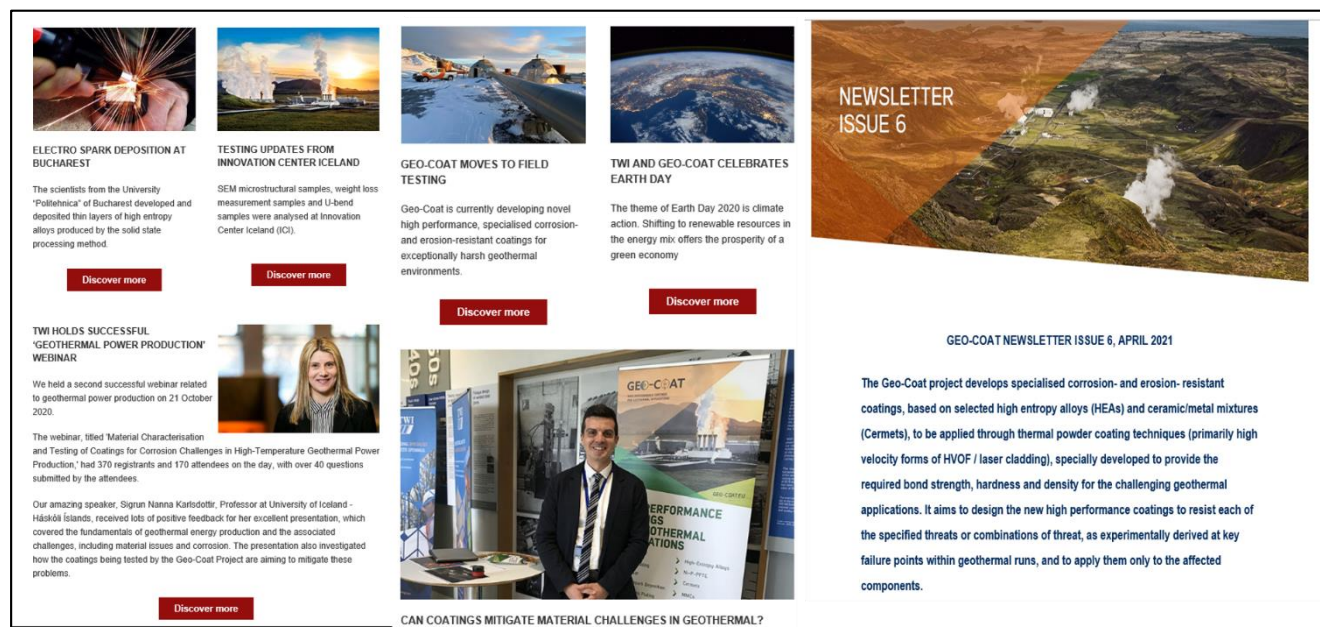 ELECTRO SPARK DEPOSITION AT
BUCHAREST
The scientists from the University
“Politehnica” of Bucharest developed and
deposited thin layers of high entropy
alloys produced by the solid state
processing method.
Discover more
TESTING UPDATES FROM
INNOVATION CENTER ICELAND
SEM microstructural samples, weight loss
measurement samples and U-bend
samples were analysed at Innovation
Center Iceland (ICI).
Discover more
TWI HOLDS SUCCESSFUL
‘GEOTHERMAL POWER PRODUCTION’
WEBINAR
We held a second successful webinar related
to geothermal power production on 21 October
2020.
The webinar, titled 'Material Characterisation
and Testing of Coatings for Corrosion Challenges in High-Temperature Geothermal Power
Production,' had 370 registrants and 170 attendees on the day, with over 40 questions
submitted by the attendees.
Our amazing speaker, Sigrun Nanna Karlsdottir, Professor at University of Iceland -
Háskóli Íslands, received lots of positive feedback for her excellent presentation, which
covered the fundamentals of geothermal energy production and the associated
challenges, including material issues and corrosion. The presentation also investigated
how the coatings being tested by the Geo-Coat Project are aiming to mitigate these
problems.
Discover more
GEO-COAT MOVES TO FIELD
TESTING
Geo-Coat is currently developing novel
high performance, specialised corrosion-
and erosion-resistant coatings for
exceptionally harsh geothermal
environments.
Discover more
TWI AND GEO-COAT CELEBRATES
EARTH DAY
The theme of Earth Day 2020 is climate
action. Shifting to renewable resources in
the energy mix offers the prosperity of a
green economy
Discover more
40s
50s
TWI
GEO-COAT
PERFORMANCE
GEOTHERMAL
High-Entropy Alloys
Ni-P-PTFE
Cermets
MMCs
CAN COATINGS MITIGATE MATERIAL CHALLENGES IN GEOTHERMAL?
NEWSLETTER
ISSUE 6
GEO-COAT NEWSLETTER ISSUE 6, APRIL 2021
The Geo-Coat project develops specialised corrosion- and erosion- resistant
coatings, based on selected high entropy alloys (HEAs) and ceramic/metal mixtures
(Cermets), to be applied through thermal powder coating techniques (primarily high
velocity forms of HVOF / laser cladding), specially developed to provide the
required bond strength, hardness and density for the challenging geothermal
applications. It aims to design the new high performance coatings to resist each of
the specified threats or combinations of threat, as experimentally derived at key
failure points within geothermal runs, and to apply them only to the affected
components.